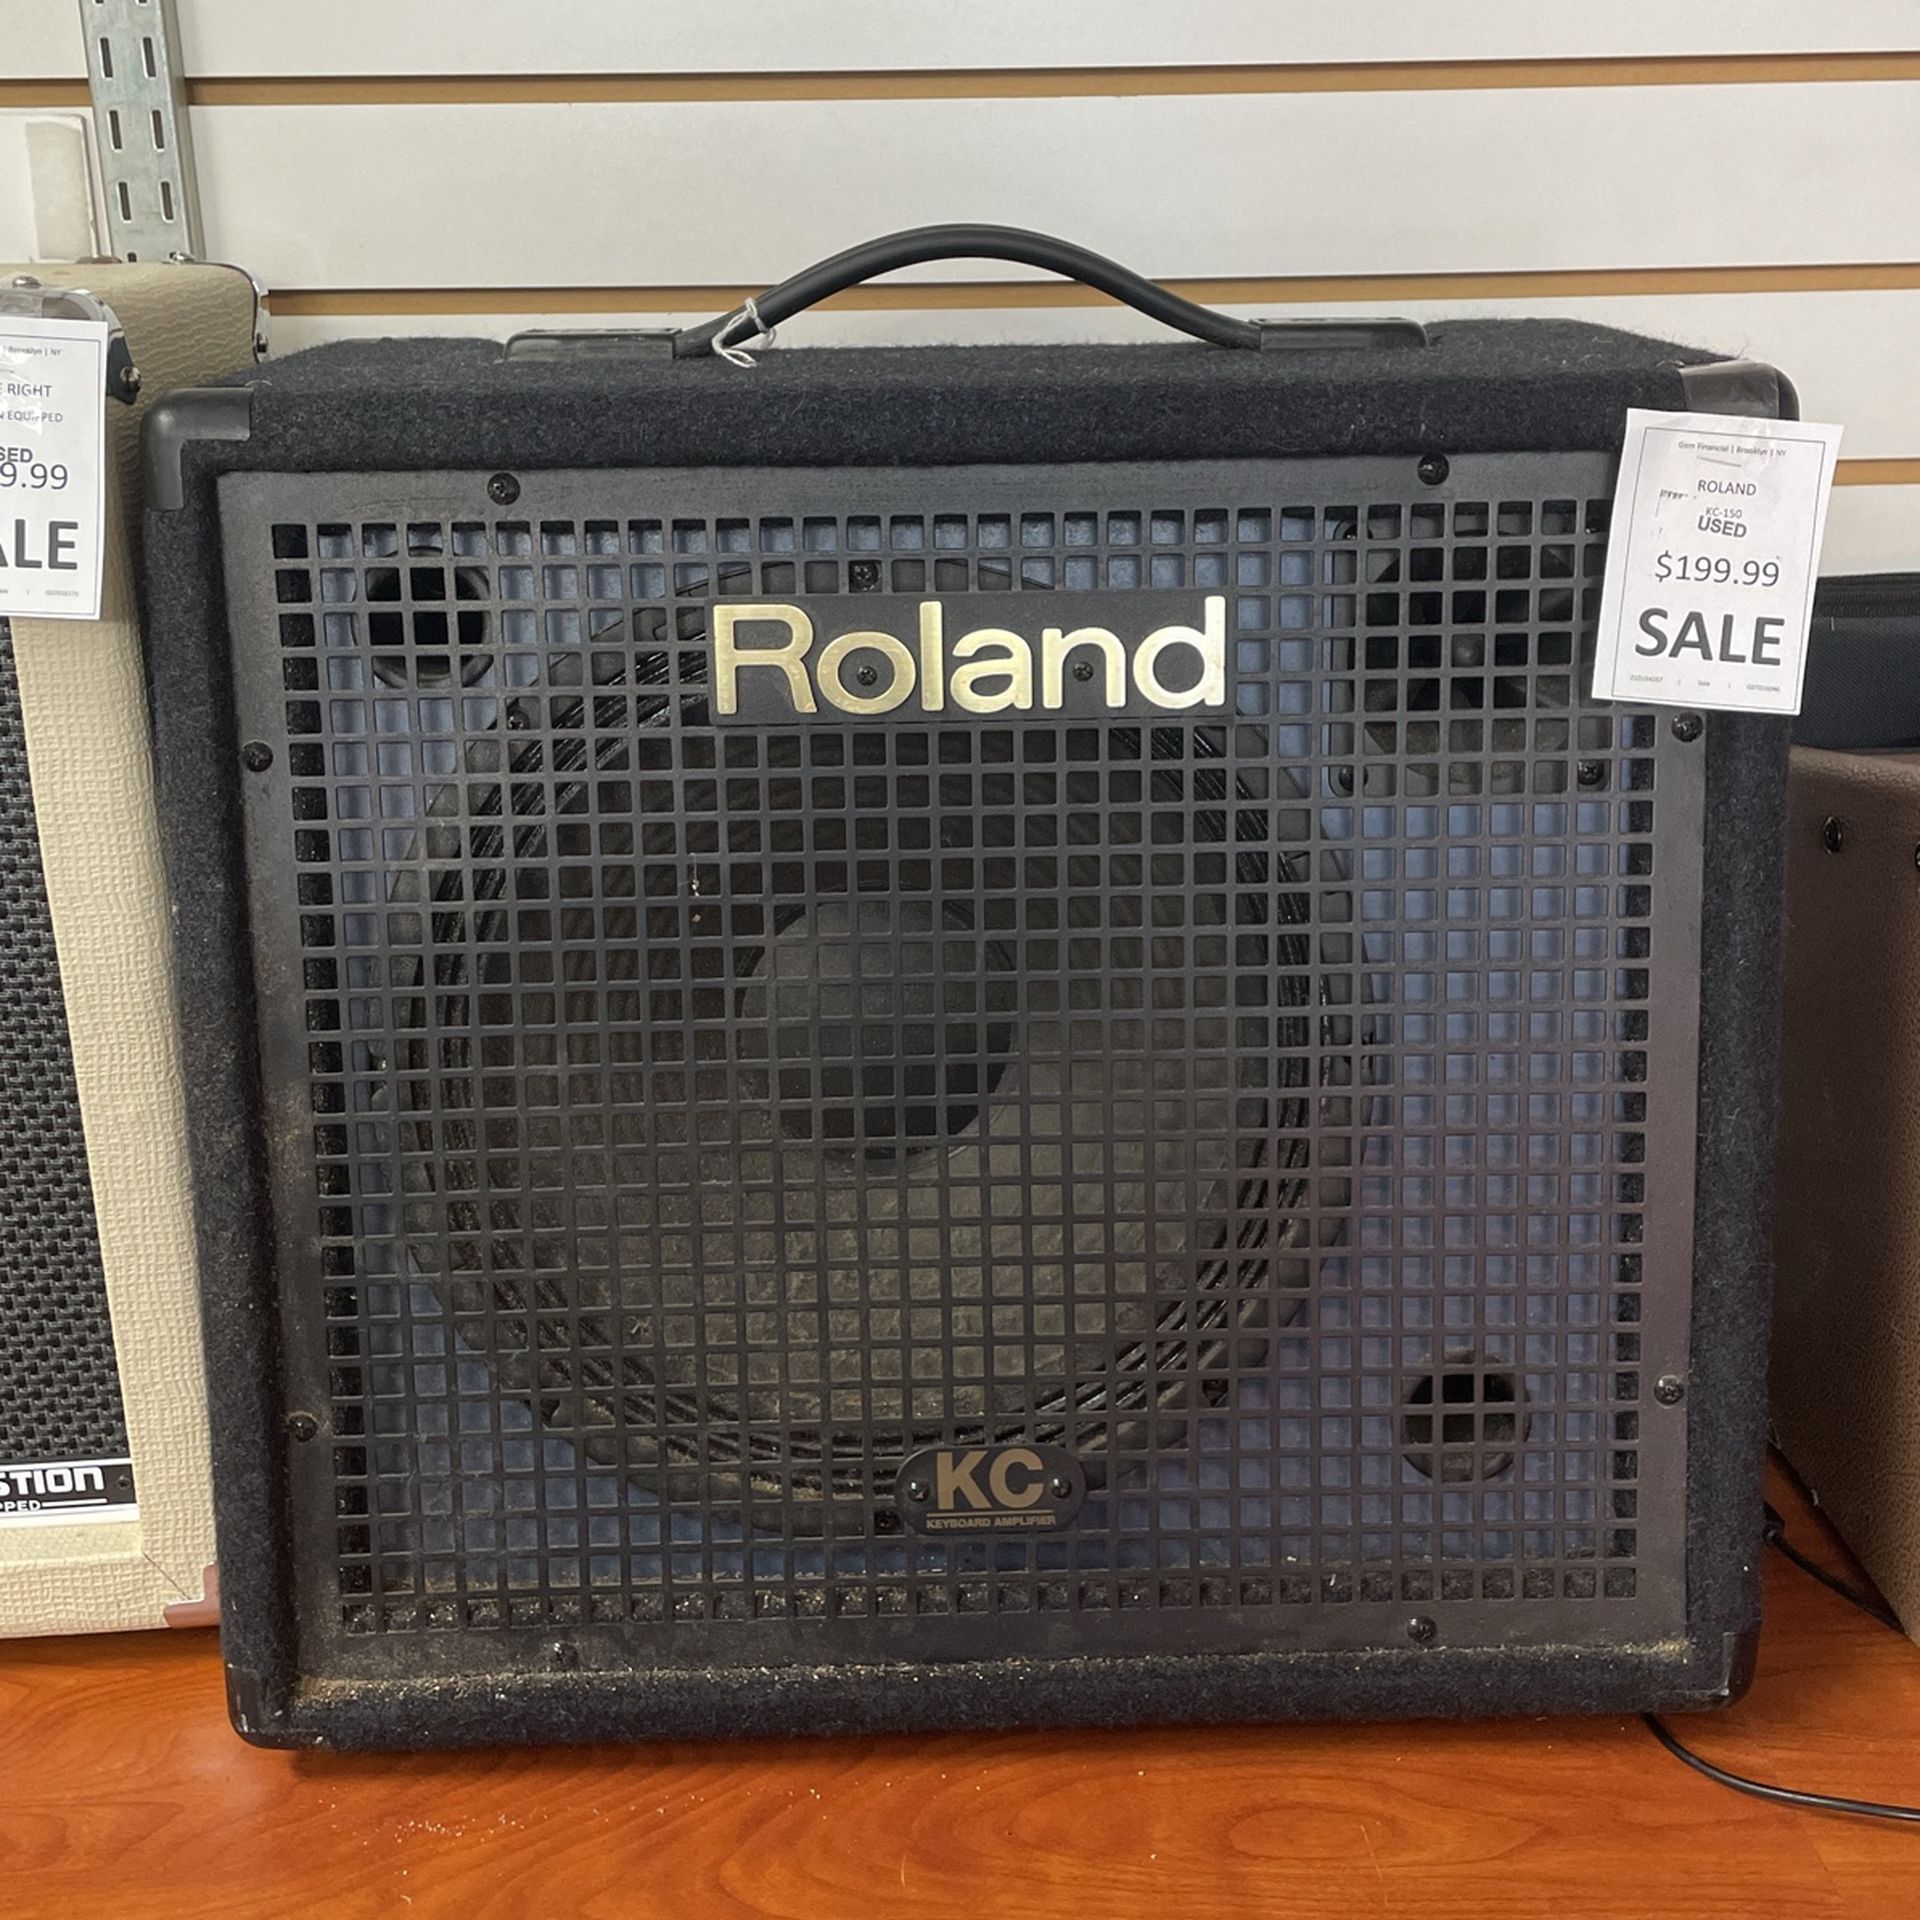 Brooklyn | NY
RIGHT
EQUIPPED
SED
9.99
ALE
STION
PPED
Roland
KC
KEYBOARD AMPLIFIER
Gem Financial | Brooklyn | NY
ROLAND
KC-150
USED
$199.99
SALE
Sale